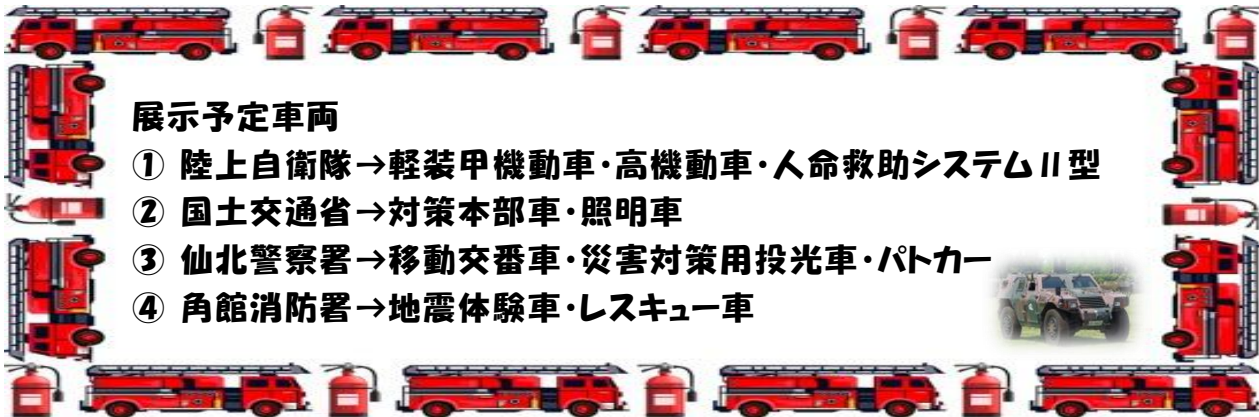 展示予定車両
① 陸上自衛隊→軽装甲機動車・高機動車・人命救助システムⅡ型
② 国土交通省→対策本部車・照明車
③ 仙北警察署→移動交番車・災害対策用投光車・パトカー
④ 角館消防署→地震体験車・レスキュー車